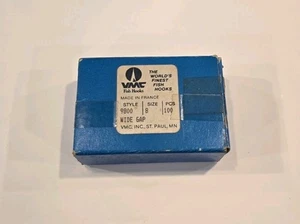 VMC
Fish Hooks
THE
WORLD'S
FINEST
FISH
HOOKS
MADE IN FRANCE
STYLE SIZE PCS
9800 8 100
WIDE GAP
VMC INC, ST. PAUL, MN